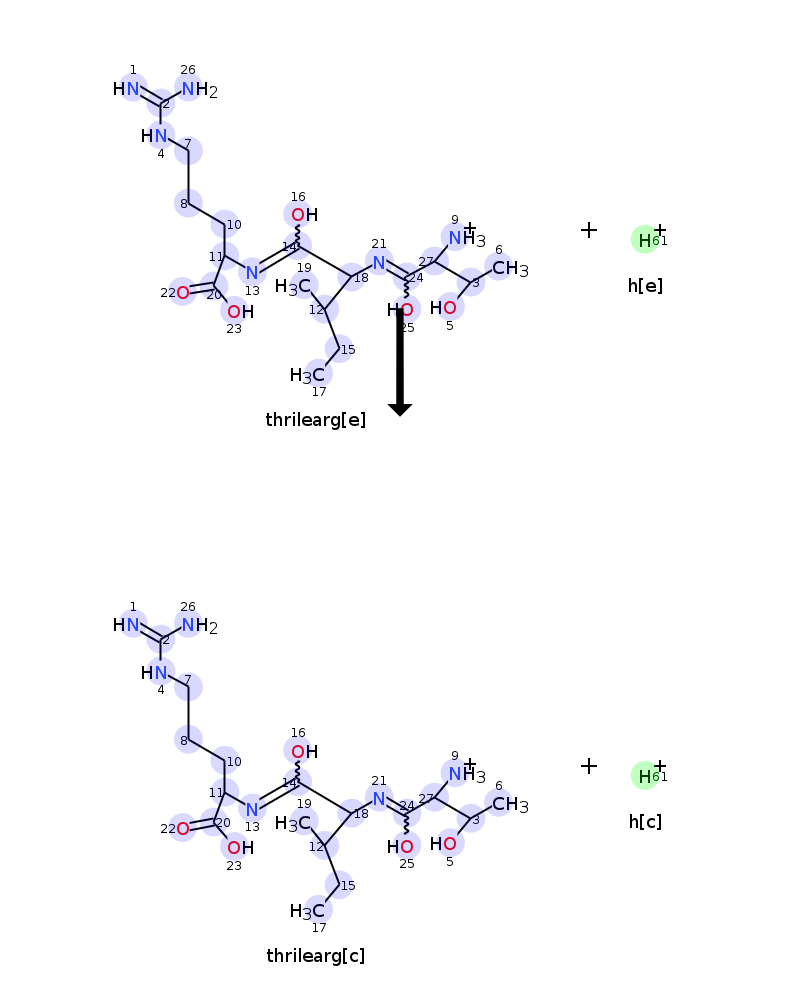 1 26
HN NH2
2
HN 7
4
8
16
OH
10 9
14 21 NH3+ + H+ 61
11 19 27 6
N N CH3
13 H3C 18 24 3
22 O 20 h[e]
OH 12 HO HO
23 25 5
15
H3C
17
thrilearg[e]
1 26
HN NH2
2
HN 7
4
8
16
OH
10 9
14 21 NH3+ + H+ 61
11 19 27 6
N N CH3
13 H3C 18 24 3
22 O 20 h[c]
OH 12 HO HO
23 25 5
15
H3C
17
thrilearg[c]